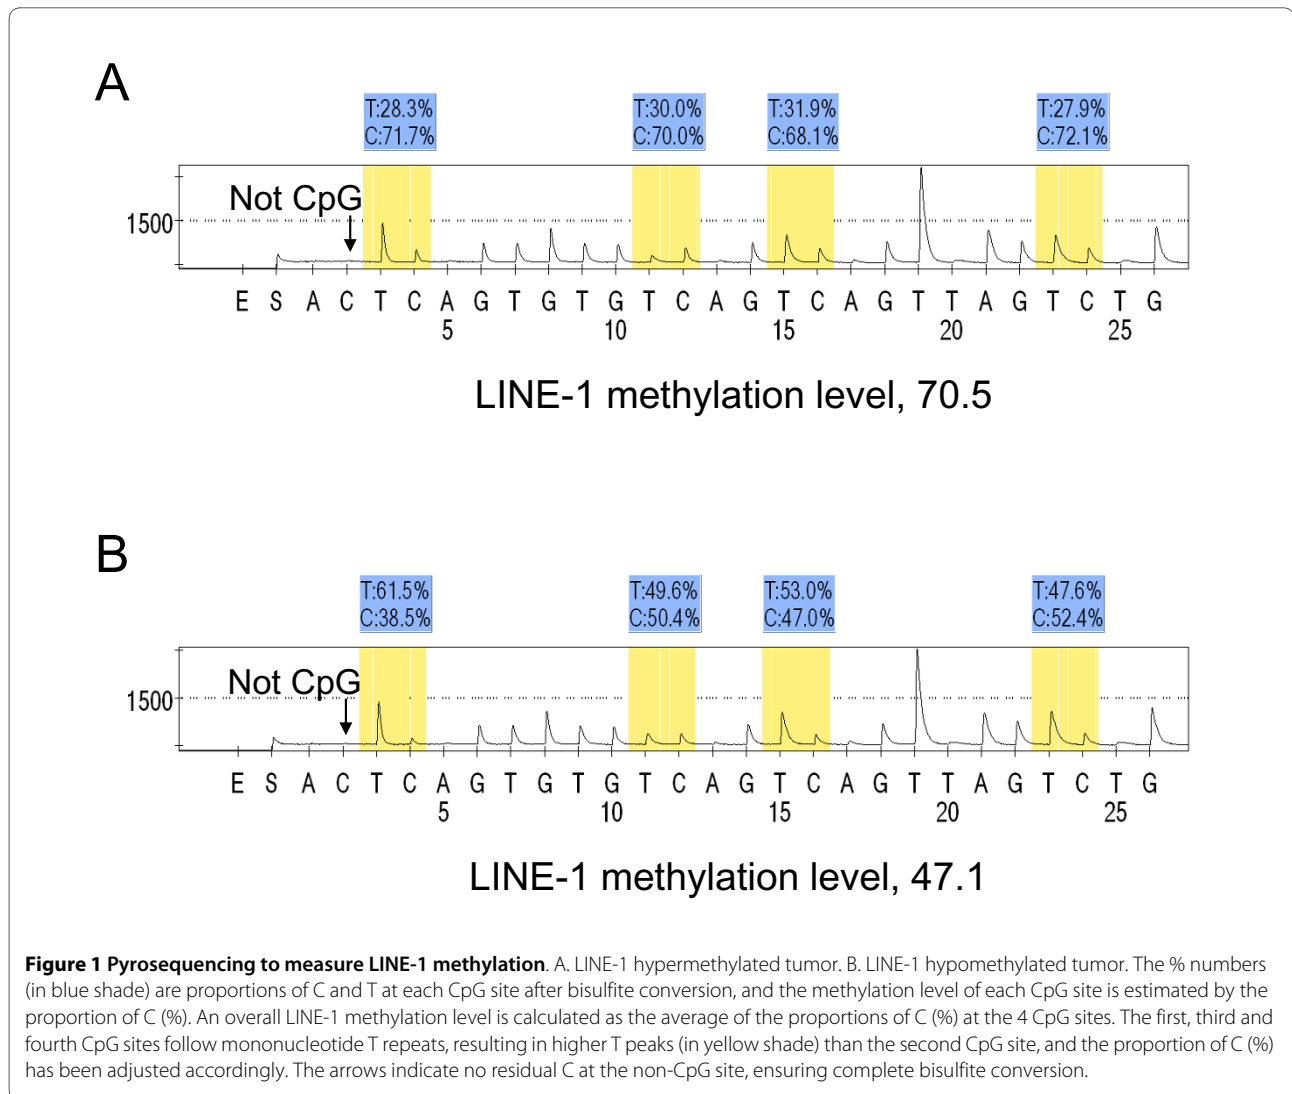 A
T:28.3% T:30.0% T:31.9% T:27.9%
C:71.7% C:70.0% C:68.1% C:72.1%
Not CpG
1500
E S A C T C A G T G T G T C A G T C A G T T A G T C T G
5 10 15 20 25
LINE-1 methylation level, 70.5
B
T:61.5% T:49.6% T:53.0% T:47.6%
C:38.5% C:50.4% C:47.0% C:52.4%
Not CpG
1500
E S A C T C A G T G T G T C A G T C A G T T A G T C T G
5 10 15 20 25
LINE-1 methylation level, 47.1
Figure 1 Pyrosequencing to measure LINE-1 methylation. A. LINE-1 hypermethylated tumor. B. LINE-1 hypomethylated tumor. The % numbers
(in blue shade) are proportions of C and T at each CpG site after bisulfite conversion, and the methylation level of each CpG site is estimated by the
proportion of C (%). An overall LINE-1 methylation level is calculated as the average of the proportions of C (%) at the 4 CpG sites. The first, third and
fourth CpG sites follow mononucleotide T repeats, resulting in higher T peaks (in yellow shade) than the second CpG site, and the proportion of C (%)
has been adjusted accordingly. The arrows indicate no residual C at the non-CpG site, ensuring complete bisulfite conversion.